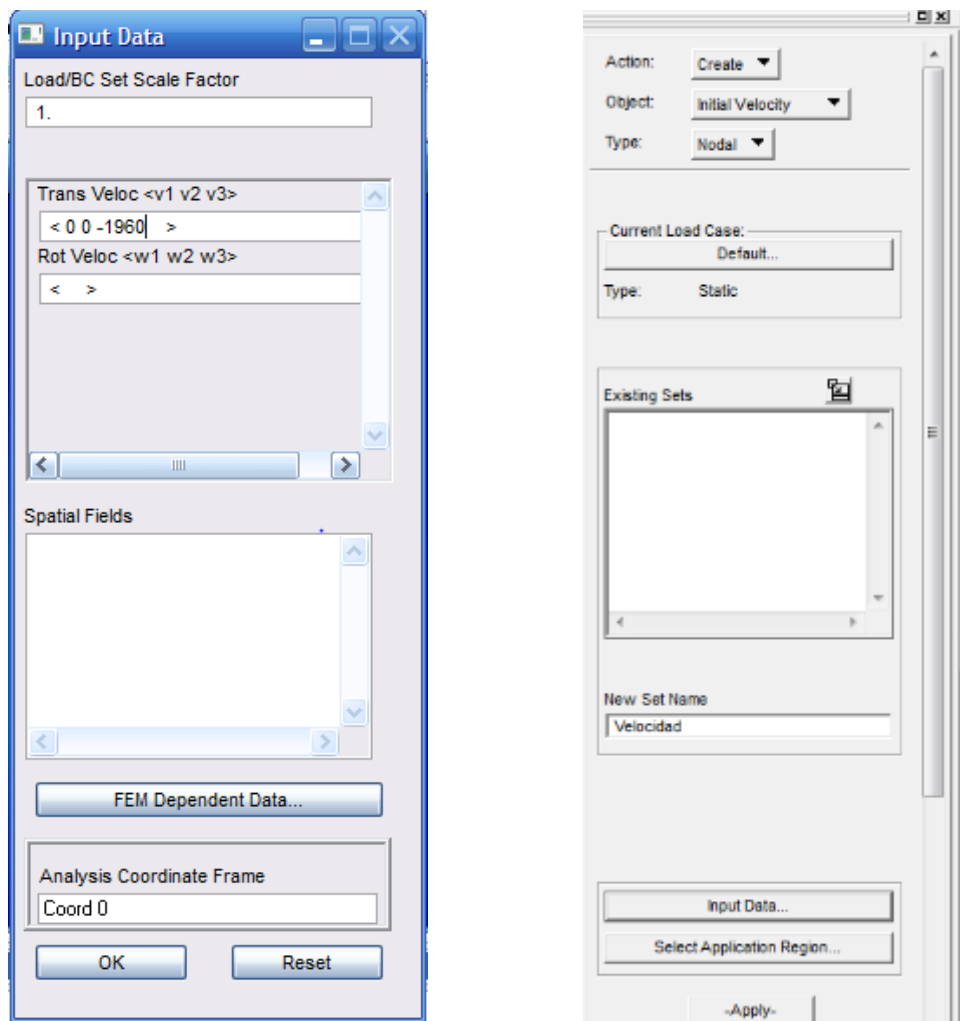 Input Data
Load/BC Set Scale Factor
1.
Trans Veloc <v1 v2 v3>
< 0 0 -1960 >
Rot Veloc <w1 w2 w3>
< >
Spatial Fields
FEM Dependent Data...
Analysis Coordinate Frame
Coord 0
OK Reset
Action: Create
Object: Initial Velocity
Type: Nodal
Current Load Case:
Default...
Type: Static
Existing Sets
New Set Name
Velocidad
Input Data...
Select Application Region...
-Apply-